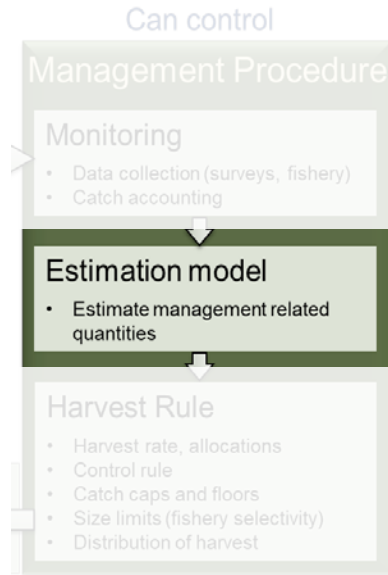 Can control
Management Procedure
Monitoring
• Data collection (surveys, fishery)
• Catch accounting
Estimation model
• Estimate management related
quantities
Harvest Rule
• Harvest rate, allocations
• Control rule
• Catch caps and floors
• Size limits (fishery selectivity)
• Distribution of harvest